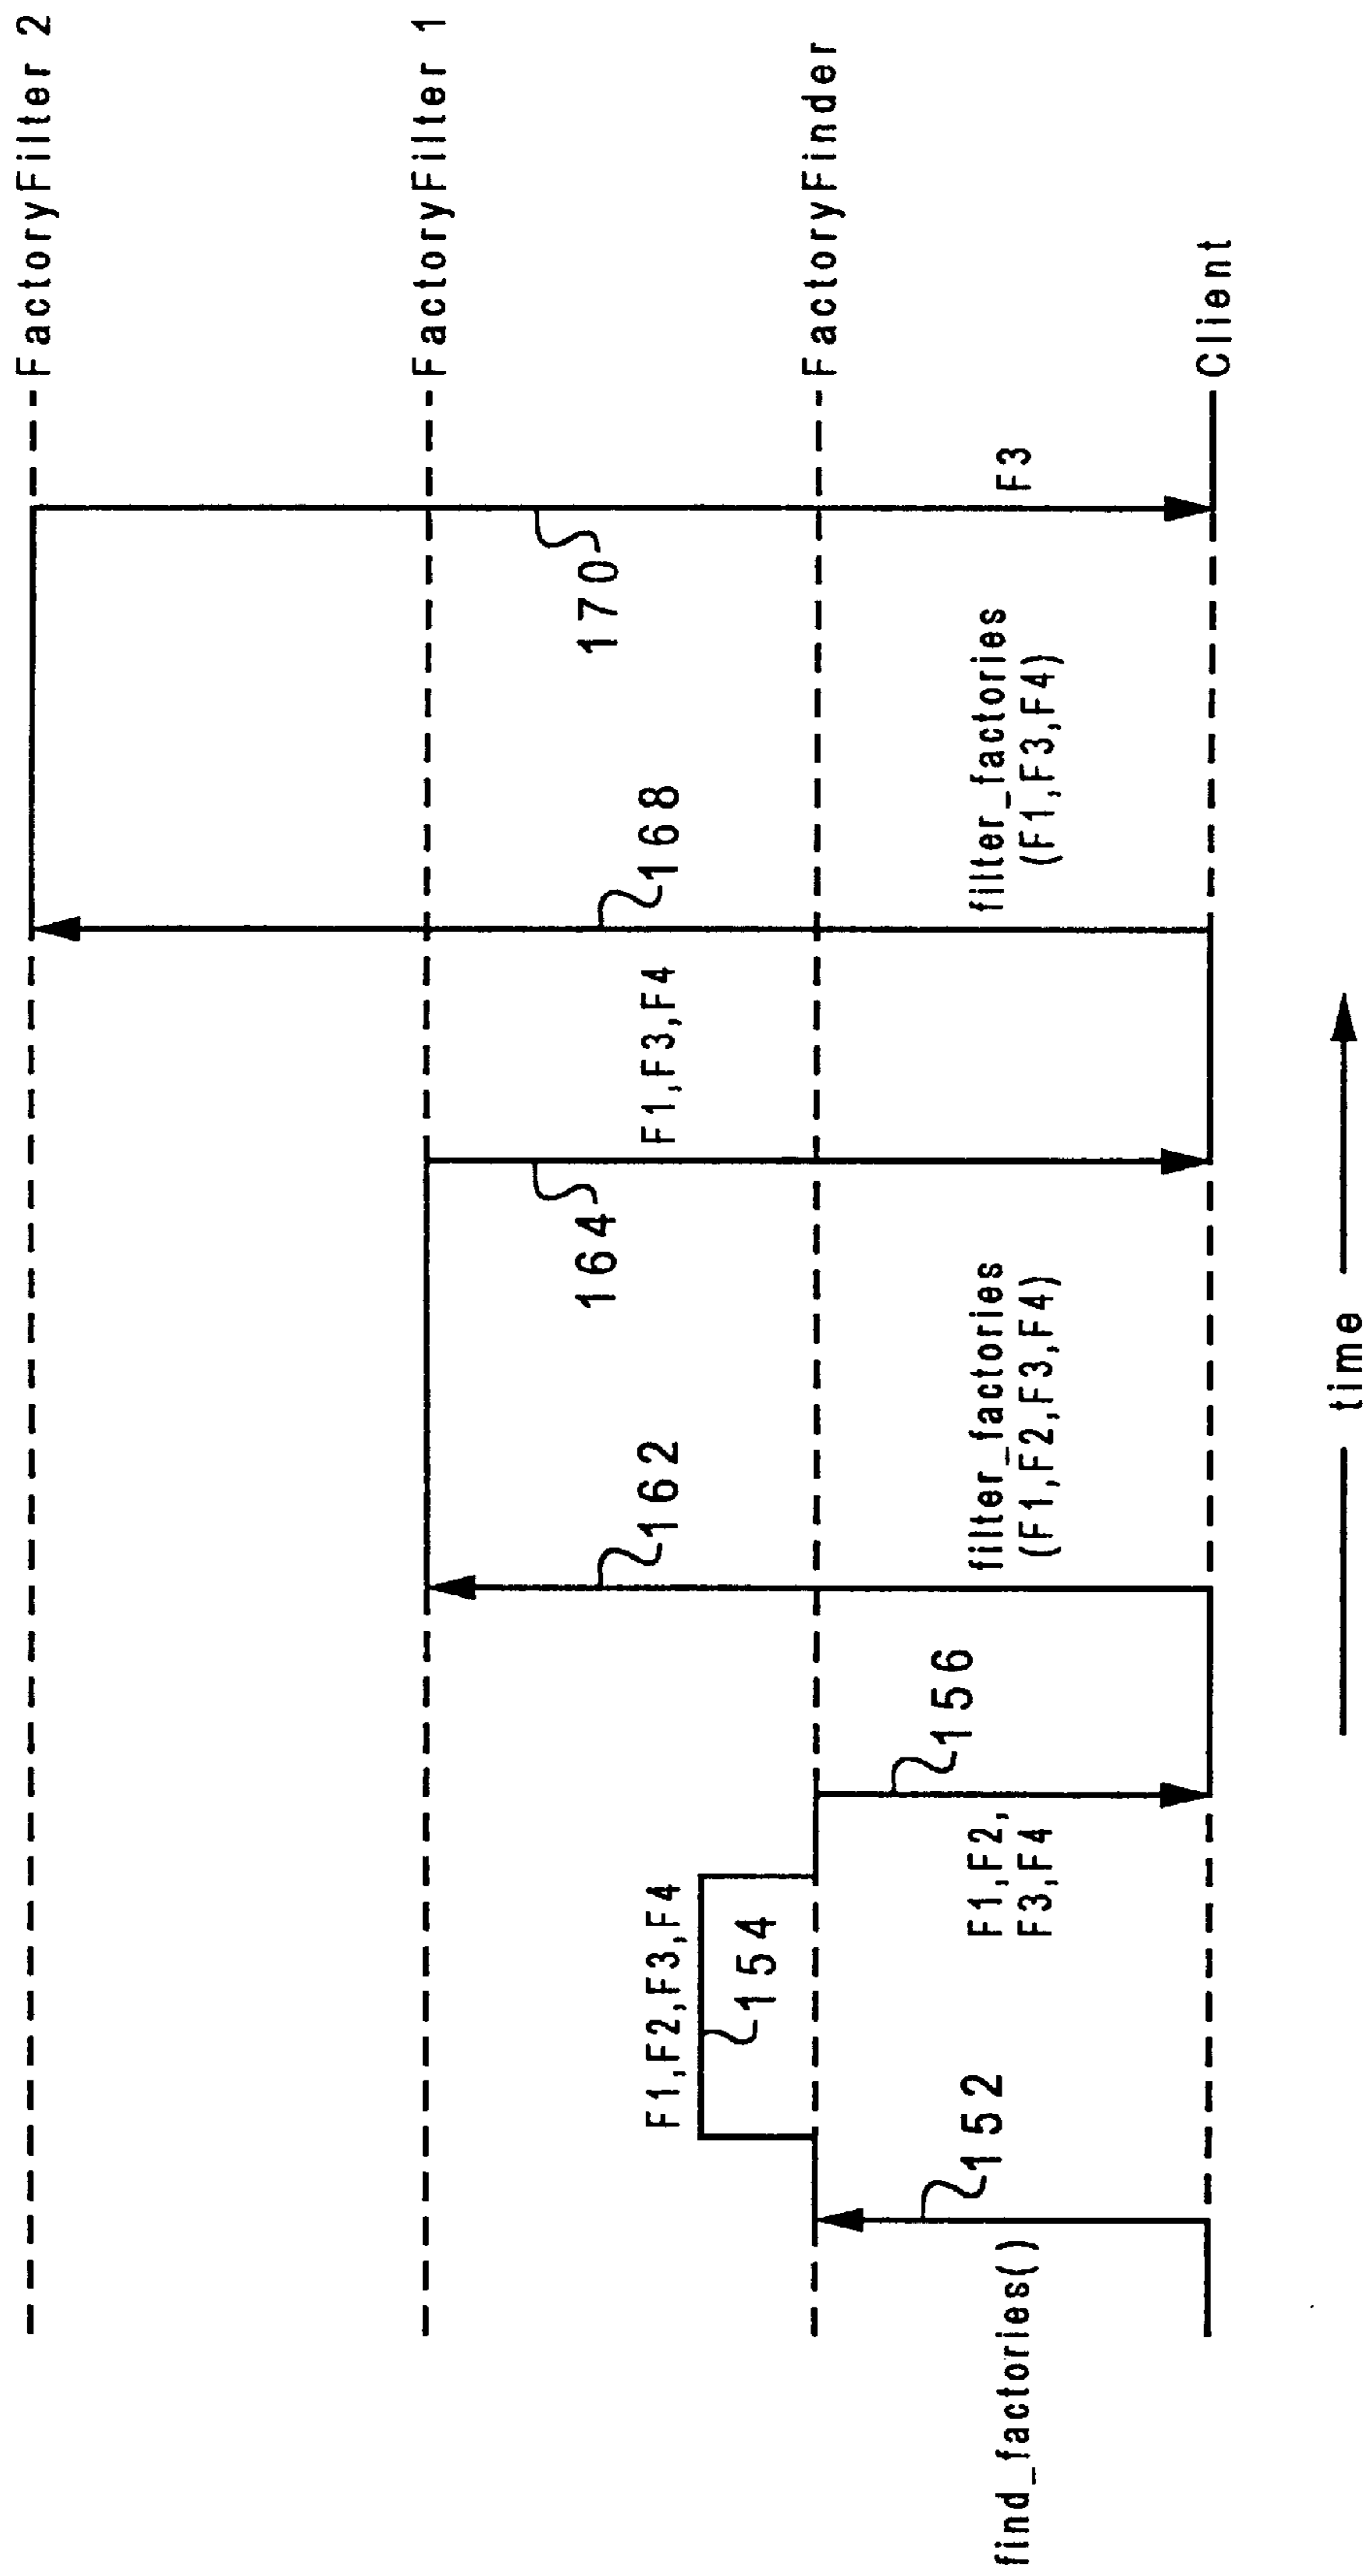 FactoryFilter 2
FactoryFilter 1
FactoryFinder
Client
find_factories()
152
F1,F2,F3,F4
154
F1,F2,
F3,F4
156
162
filter_factories
(F1,F2,F3,F4)
164
F1,F3,F4
168
filter_factories
(F1,F3,F4)
170
F3
time